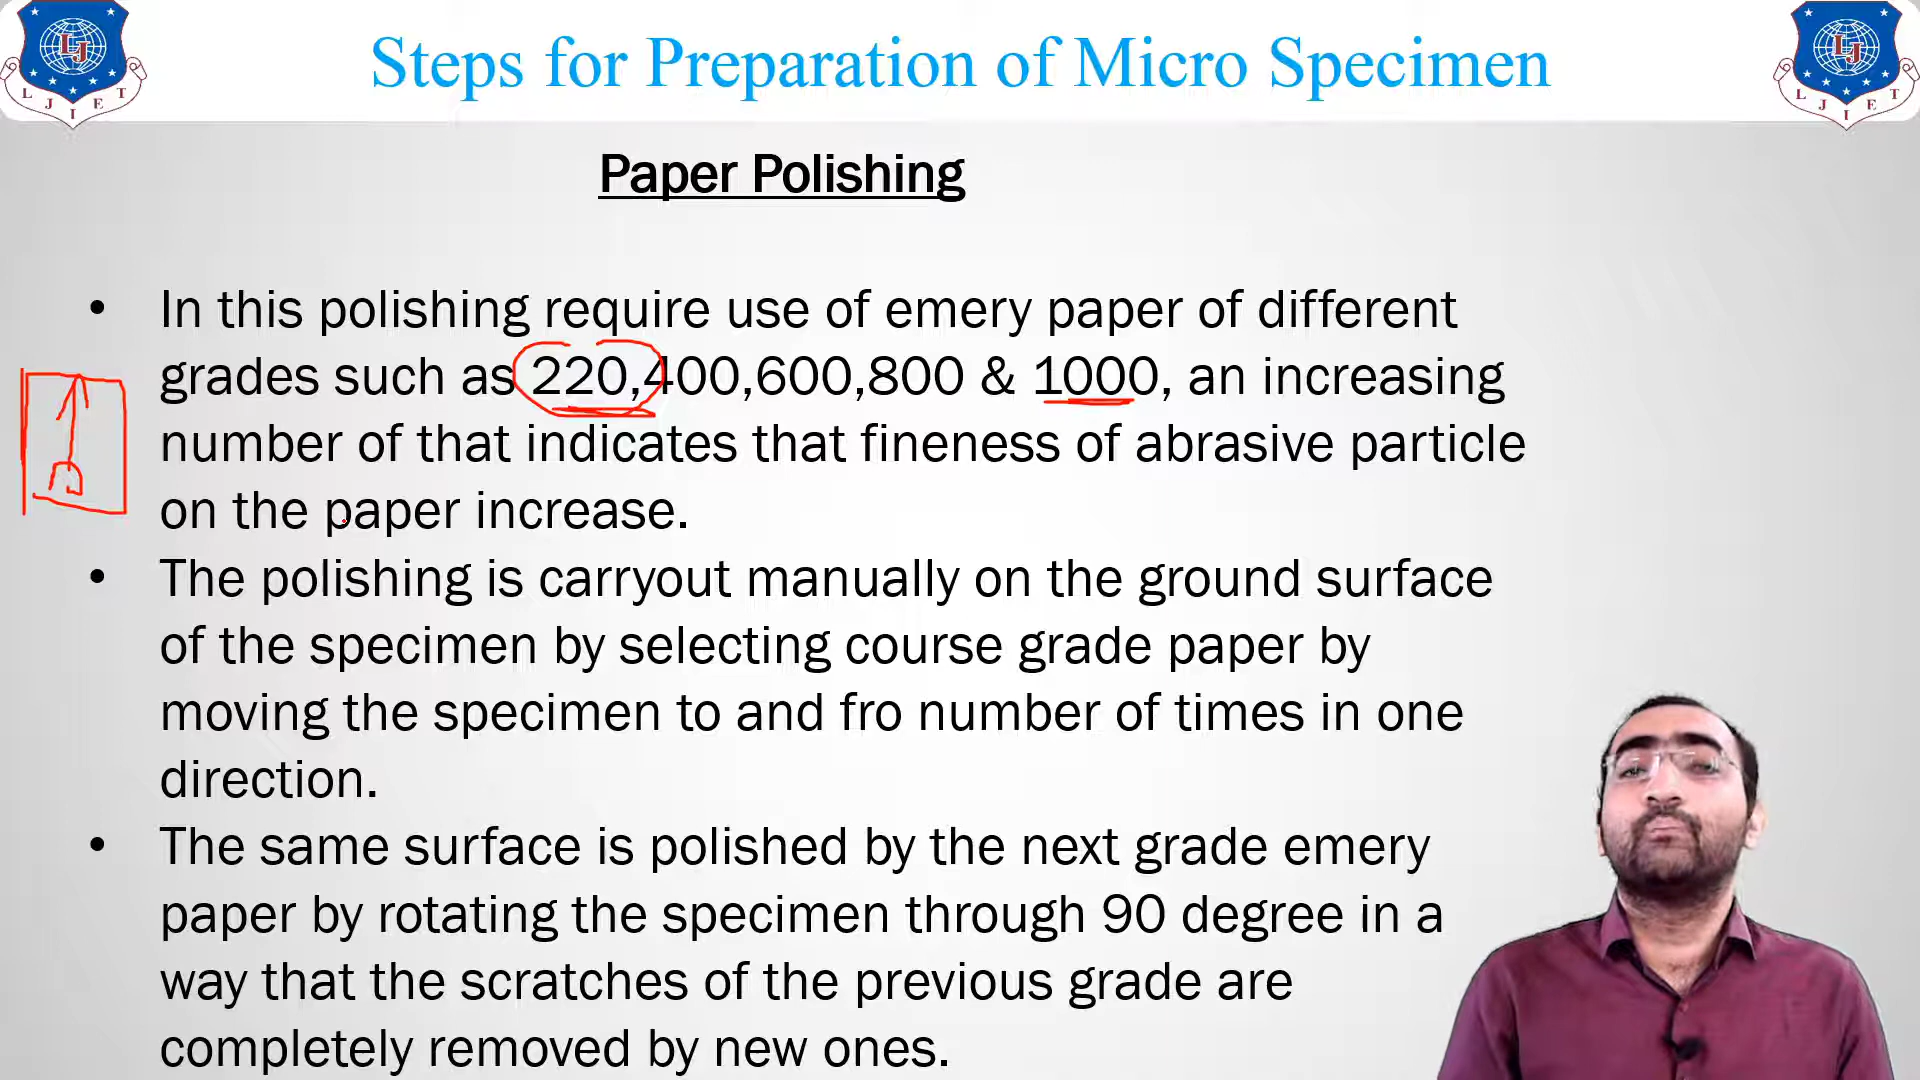 Steps for Preparation of Micro Specimen
LJ
L J I E T
LJ
L J I E T
Paper Polishing
• In this polishing require use of emery paper of different
grades such as 220,400,600,800 & 1000, an increasing
number of that indicates that fineness of abrasive particle
on the paper increase.
• The polishing is carryout manually on the ground surface
of the specimen by selecting course grade paper by
moving the specimen to and fro number of times in one
direction.
• The same surface is polished by the next grade emery
paper by rotating the specimen through 90 degree in a
way that the scratches of the previous grade are
completely removed by new ones.